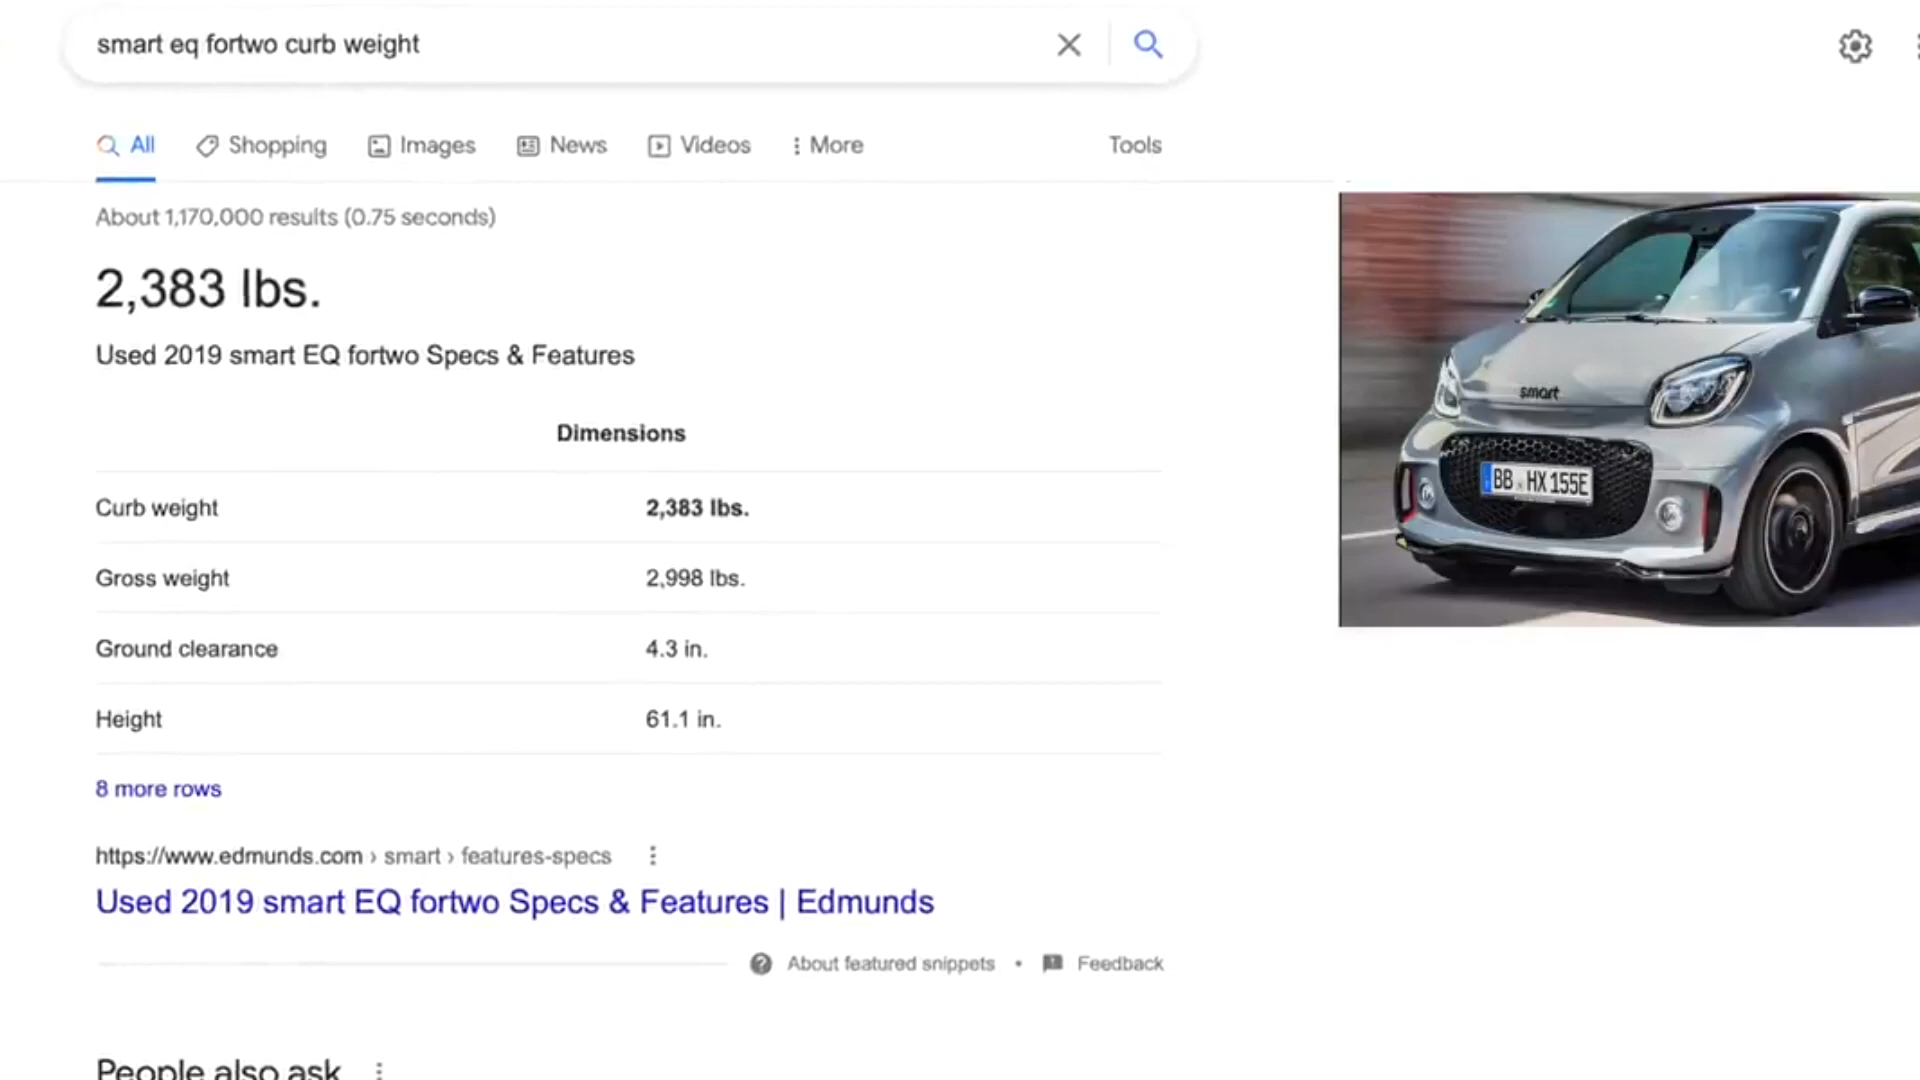 smart eq fortwo curb weight
All Shopping Images News Videos More Tools
About 1,170,000 results (0.75 seconds)
2,383 lbs.
Used 2019 smart EQ fortwo Specs & Features
Dimensions
Curb weight 2,383 lbs.
Gross weight 2,998 lbs.
Ground clearance 4.3 in.
Height 61.1 in.
8 more rows
https://www.edmunds.com › smart › features-specs
Used 2019 smart EQ fortwo Specs & Features | Edmunds
About featured snippets • Feedback
People also ask
smart
BB HX 155E